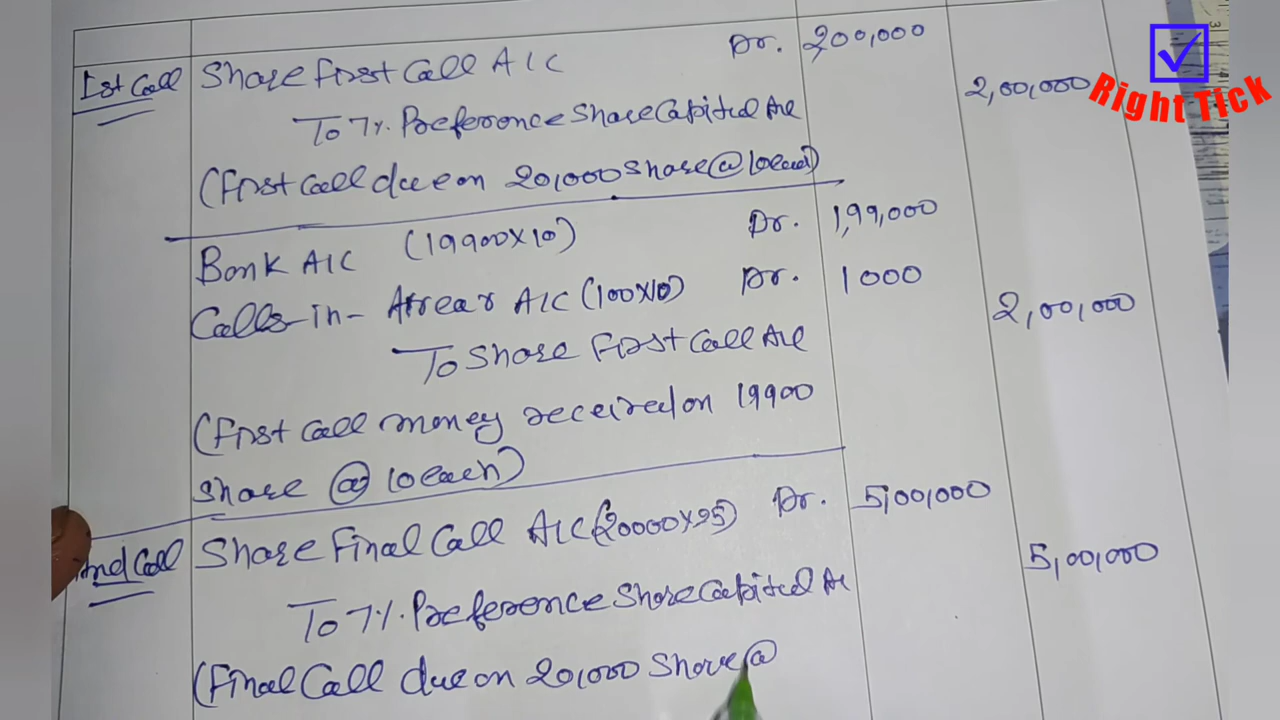 Ist Call Share First Call A/C Dr. 2,00,000
To 7%. Preference Share Capital A/c 2,00,000
(First Call due on 20,000 Share @ 10 each)
Bank A/C (19900×10) Dr. 1,99,000
Calls-in-Arrear A/C (100×10) Dr. 1000
To Share First Call A/c 2,00,000
(First Call money received on 19900
Share @ 10 each)
IInd Call Share Final Call A/C (20000×25) Dr. 5,00,000
To 7%. Preference Share Capital A/c 5,00,000
(Final Call due on 20,000 Share @
Right Tick
3